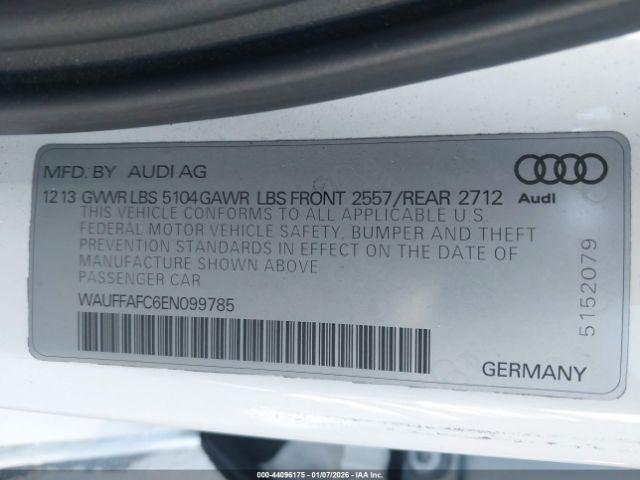 MFD. BY AUDI AG
12 13 GVWR LBS 5104 GAWR LBS FRONT 2557/REAR 2712
Audi
THIS VEHICLE CONFORMS TO ALL APPLICABLE U.S.
FEDERAL MOTOR VEHICLE SAFETY, BUMPER AND THEFT
PREVENTION STANDARDS IN EFFECT ON THE DATE OF
MANUFACTURE SHOWN ABOVE
PASSENGER CAR
WAUFFAFC6EN099785
5152079
GERMANY
000-44096175 - 01/07/2026 - IAA Inc.